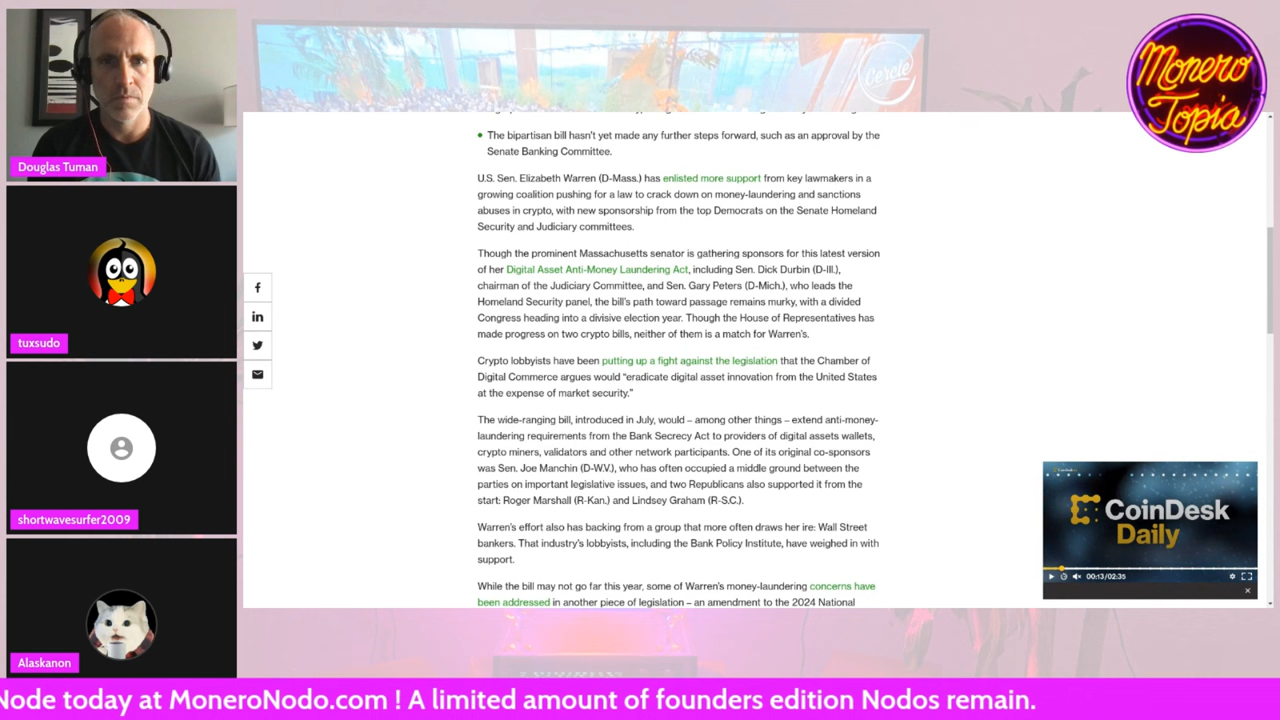 Cercle
Monero
Topia
Douglas Tuman
tuxsudo
shortwavesurfer2009
Alaskanon
The bipartisan bill hasn't yet made any further steps forward, such as an approval by the
Senate Banking Committee.
U.S. Sen. Elizabeth Warren (D-Mass.) has enlisted more support from key lawmakers in a
growing coalition pushing for a law to crack down on money-laundering and sanctions
abuses in crypto, with new sponsorship from the top Democrats on the Senate Homeland
Security and Judiciary committees.
Though the prominent Massachusetts senator is gathering sponsors for this latest version
of her Digital Asset Anti-Money Laundering Act, including Sen. Dick Durbin (D-Ill.),
chairman of the Judiciary Committee, and Sen. Gary Peters (D-Mich.), who leads the
Homeland Security panel, the bill's path toward passage remains murky, with a divided
Congress heading into a divisive election year. Though the House of Representatives has
made progress on two crypto bills, neither of them is a match for Warren's.
Crypto lobbyists have been putting up a fight against the legislation that the Chamber of
Digital Commerce argues would “eradicate digital asset innovation from the United States
at the expense of market security.”
The wide-ranging bill, introduced in July, would – among other things – extend anti-money-
laundering requirements from the Bank Secrecy Act to providers of digital assets wallets,
crypto miners, validators and other network participants. One of its original co-sponsors
was Sen. Joe Manchin (D-W.V.), who has often occupied a middle ground between the
parties on important legislative issues, and two Republicans also supported it from the
start: Roger Marshall (R-Kan.) and Lindsey Graham (R-S.C.).
Warren's effort also has backing from a group that more often draws her ire: Wall Street
bankers. That industry's lobbyists, including the Bank Policy Institute, have weighed in with
support.
While the bill may not go far this year, some of Warren's money-laundering concerns have
been addressed in another piece of legislation – an amendment to the 2024 National
CoinDesk
Daily
00:13/02:35
Node today at MoneroNodo.com ! A limited amount of founders edition Nodos remain.